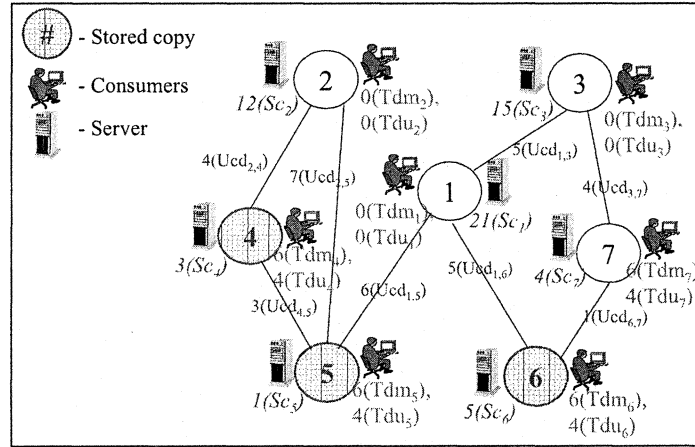 # - Stored copy
- Consumers
- Server
2
12(Sc2)
0(Tdm2),
0(Tdu2)
3
15(Sc3)
0(Tdm3).
0(Tdu3)
4(Ucd2,4)
7(Ucd2,5)
5(Ucd1,3)
4(Ucd3,7)
1
0(Tdm1)
0(Tdu1)
21(Sc1)
4
3(Sc4)
6(Tdm4),
4(Tdu4)
7
4(Sc7)
6(Tdm7)
4(Tdu7)
3(Ucd4,5)
6(Ucd1,5)
5(Ucd1,6)
1(Ucd6,7)
5
1(Sc5)
6(Tdm5),
4(Tdu5)
6
5(Sc6)
6(Tdm6),
4(Tdu6)